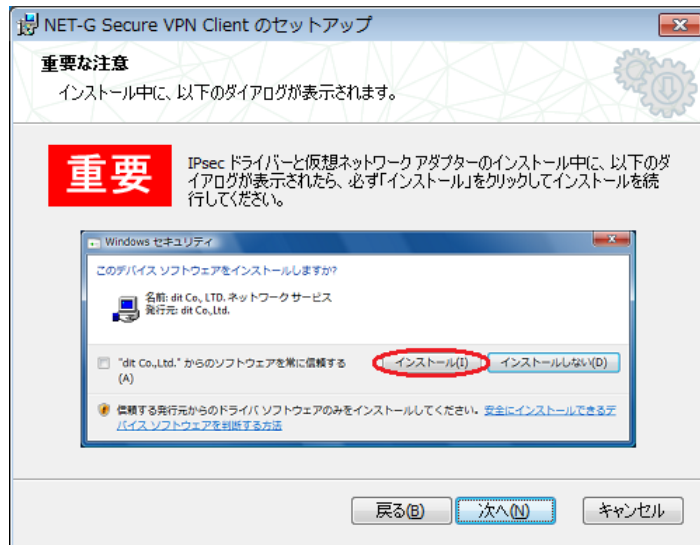 NET-G Secure VPN Client のセットアップ
重要な注意
インストール中に、以下のダイアログが表示されます。
重要
IPsec ドライバーと仮想ネットワーク アダプターのインストール中に、以下のダ
イアログが表示されたら、必ず「インストール」をクリックしてインストールを続
行してください。
Windows セキュリティ
このデバイス ソフトウェアをインストールしますか?
名前: dit Co., LTD. ネットワーク サービス
発行元: dit Co.,Ltd.
"dit Co.,Ltd." からのソフトウェアを常に信頼する
(A)
インストール(I)
インストールしない(D)
信頼する発行元からのドライバ ソフトウェアのみをインストールしてください。 安全にインストールできるデ
バイス ソフトウェアを判断する方法
戻る(B)
次へ(N)
キャンセル